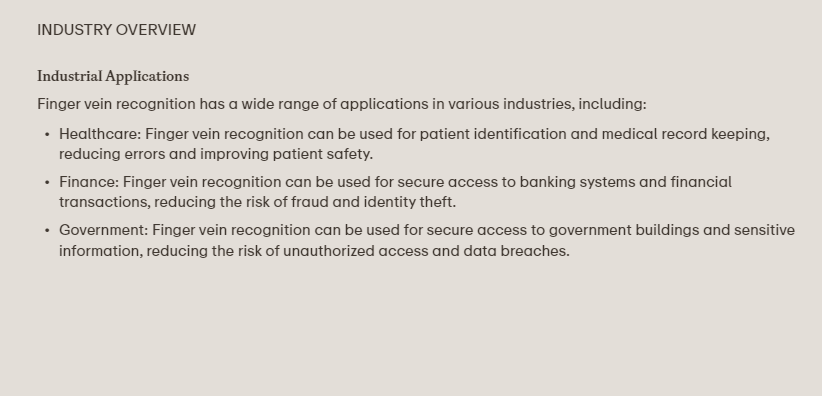 INDUSTRY OVERVIEW
Industrial Applications
Finger vein recognition has a wide range of applications in various industries, including:
• Healthcare: Finger vein recognition can be used for patient identification and medical record keeping,
reducing errors and improving patient safety.
• Finance: Finger vein recognition can be used for secure access to banking systems and financial
transactions, reducing the risk of fraud and identity theft.
• Government: Finger vein recognition can be used for secure access to government buildings and sensitive
information, reducing the risk of unauthorized access and data breaches.